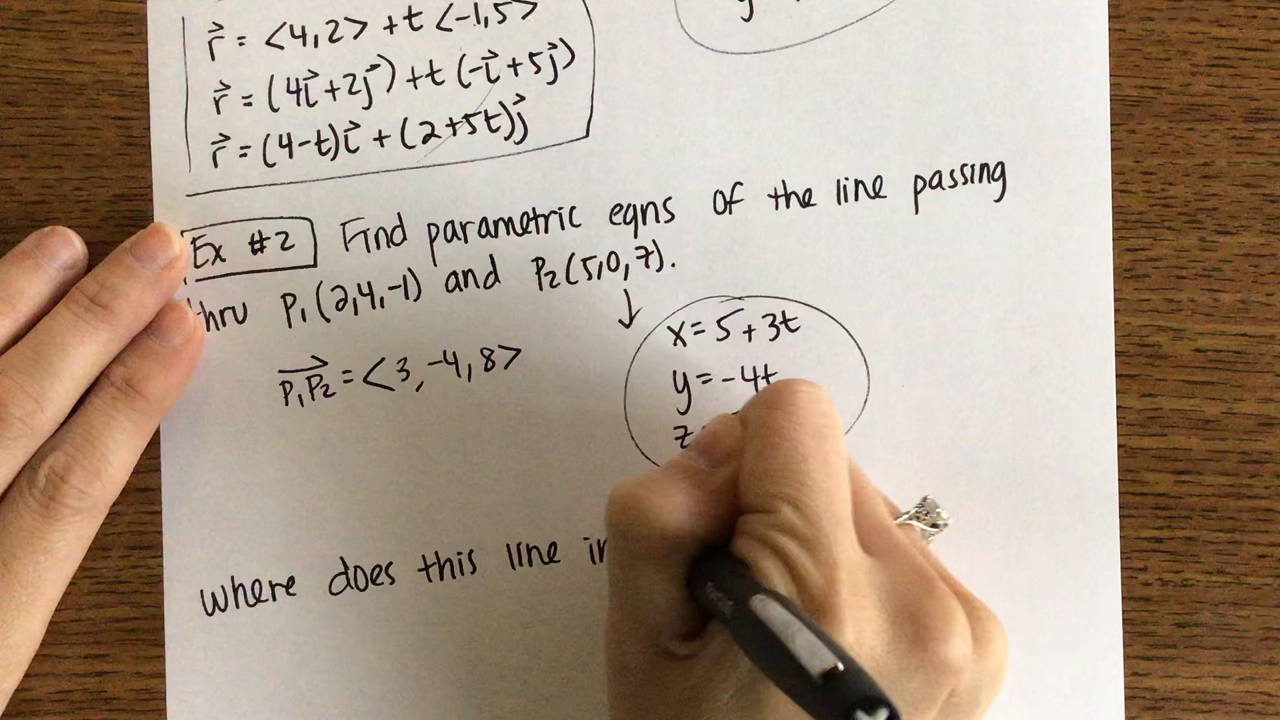 r⃗ = <4,2> + t <-1,5>
r⃗ = (4i⃗+2j⃗) + t (-i⃗+5j⃗)
r⃗ = (4-t)i⃗ + (2+5t)j⃗
Ex #2 Find parametric eqns of the line passing
thru P₁(2,4,-1) and P₂(5,0,7).
↓
x = 5+3t
P₁P₂ = <3,-4,8>
y = -4t
z
where does this line